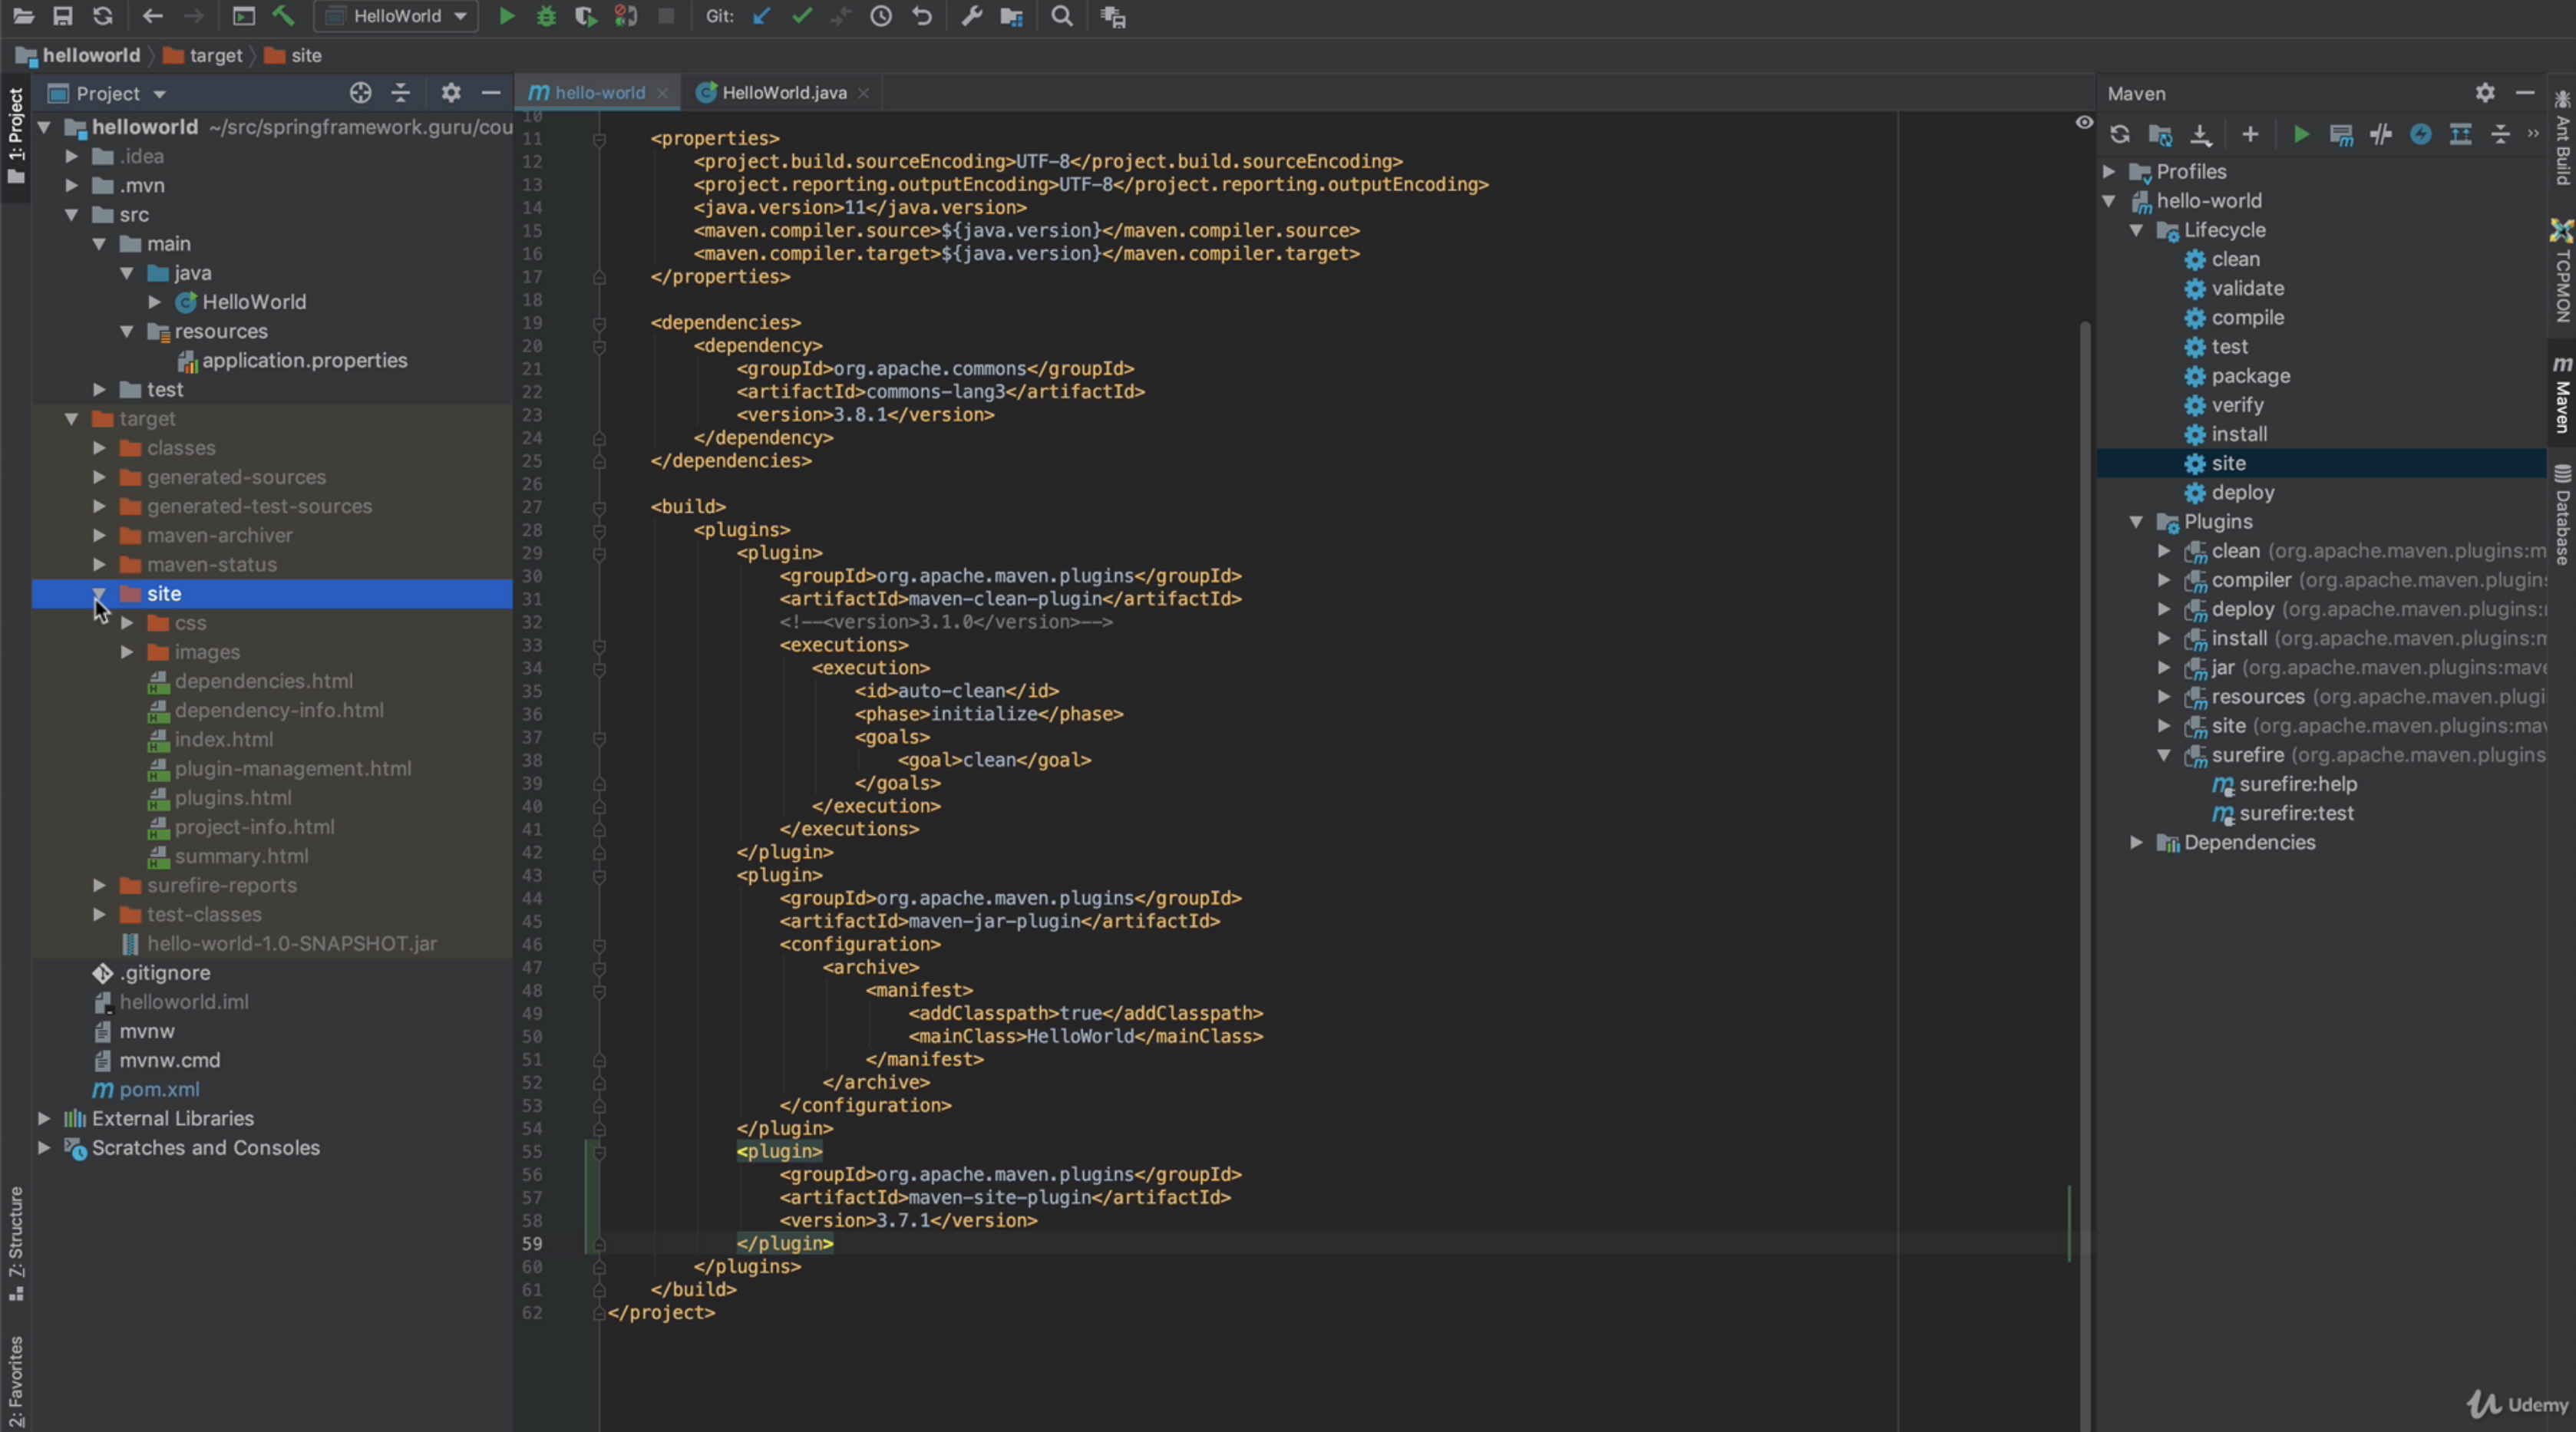 HelloWorld
Git:
helloworld
target
site
1: Project
Project
helloworld ~/src/springframework.guru/cou
.idea
.mvn
src
main
java
HelloWorld
resources
application.properties
test
target
classes
generated-sources
generated-test-sources
maven-archiver
maven-status
site
css
images
dependencies.html
dependency-info.html
index.html
plugin-management.html
plugins.html
project-info.html
summary.html
surefire-reports
test-classes
hello-world-1.0-SNAPSHOT.jar
.gitignore
helloworld.iml
mvnw
mvnw.cmd
pom.xml
External Libraries
Scratches and Consoles
Z: Structure
2: Favorites
hello-world
HelloWorld.java
10
11 <properties>
12 <project.build.sourceEncoding>UTF-8</project.build.sourceEncoding>
13 <project.reporting.outputEncoding>UTF-8</project.reporting.outputEncoding>
14 <java.version>11</java.version>
15 <maven.compiler.source>${java.version}</maven.compiler.source>
16 <maven.compiler.target>${java.version}</maven.compiler.target>
17 </properties>
18
19 <dependencies>
20 <dependency>
21 <groupId>org.apache.commons</groupId>
22 <artifactId>commons-lang3</artifactId>
23 <version>3.8.1</version>
24 </dependency>
25 </dependencies>
26
27 <build>
28 <plugins>
29 <plugin>
30 <groupId>org.apache.maven.plugins</groupId>
31 <artifactId>maven-clean-plugin</artifactId>
32 <!--<version>3.1.0</version>-->
33 <executions>
34 <execution>
35 <id>auto-clean</id>
36 <phase>initialize</phase>
37 <goals>
38 <goal>clean</goal>
39 </goals>
40 </execution>
41 </executions>
42 </plugin>
43 <plugin>
44 <groupId>org.apache.maven.plugins</groupId>
45 <artifactId>maven-jar-plugin</artifactId>
46 <configuration>
47 <archive>
48 <manifest>
49 <addClasspath>true</addClasspath>
50 <mainClass>HelloWorld</mainClass>
51 </manifest>
52 </archive>
53 </configuration>
54 </plugin>
55 <plugin>
56 <groupId>org.apache.maven.plugins</groupId>
57 <artifactId>maven-site-plugin</artifactId>
58 <version>3.7.1</version>
59 </plugin>
60 </plugins>
61 </build>
62 </project>
Maven
Profiles
hello-world
Lifecycle
clean
validate
compile
test
package
verify
install
site
deploy
Plugins
clean (org.apache.maven.plugins:m
compiler (org.apache.maven.plugins
deploy (org.apache.maven.plugins:
install (org.apache.maven.plugins:m
jar (org.apache.maven.plugins:mave
resources (org.apache.maven.plugi
site (org.apache.maven.plugins:mav
surefire (org.apache.maven.plugins
surefire:help
surefire:test
Dependencies
Ant Build
TCPMON
Maven
Database
Udemy